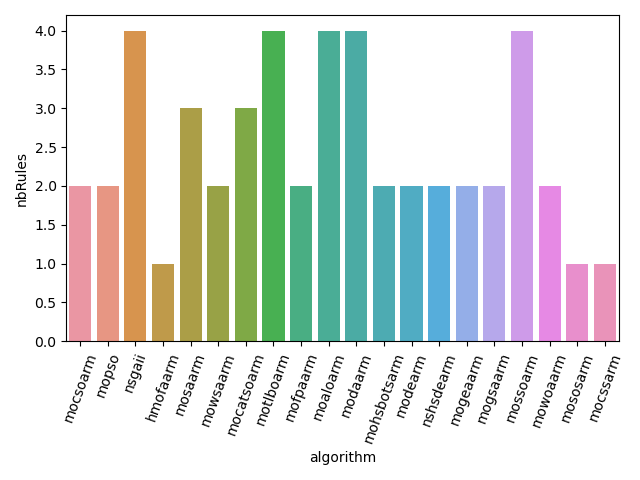 4.0
3.5
3.0
2.5
2.0
1.5
1.0
0.5
0.0
nbRules
mocsoarm
mopso
nsgaii
hmofaarm
mosaarm
mowsaarm
mocatsoarm
motlboarm
mofpaarm
moaloarm
modaarm
mohsbotsarm
modearm
nshsdearm
mogeaarm
mogsaarm
mossoarm
mowoaarm
mososarm
mocssarm
algorithm